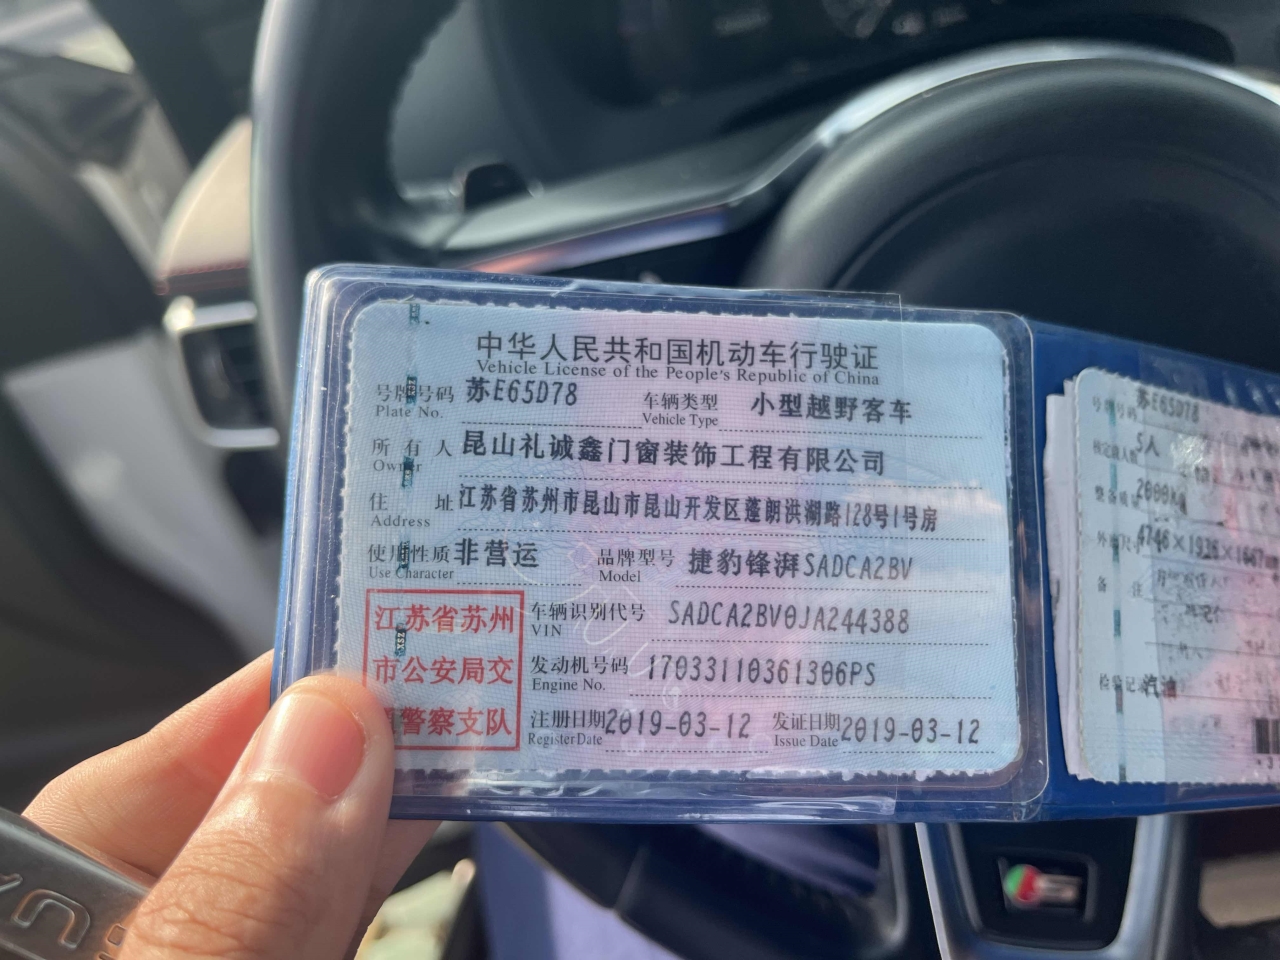 中华人民共和国机动车行驶证
Vehicle License of the People's Republic of China
号牌号码 苏E65D78 车辆类型 小型越野客车
Plate No. Vehicle Type
所有人 昆山礼诚鑫门窗装饰工程有限公司
Owner
住址 江苏省苏州市昆山市昆山开发区蓬朗洪湖路128号1号房
Address
使用性质 非营运 品牌型号 捷豹锋湃SADCA2BV
Use Character Model
江苏省苏州
市公安局交
警察支队
车辆识别代号 SADCA2BV0JA244388
VIN
发动机号码 17033110361306PS
Engine No.
注册日期 2019-03-12 发证日期 2019-03-12
Register Date Issue Date
号牌号码 苏E65D78
5人
整备质 2000kg
备注
汽油